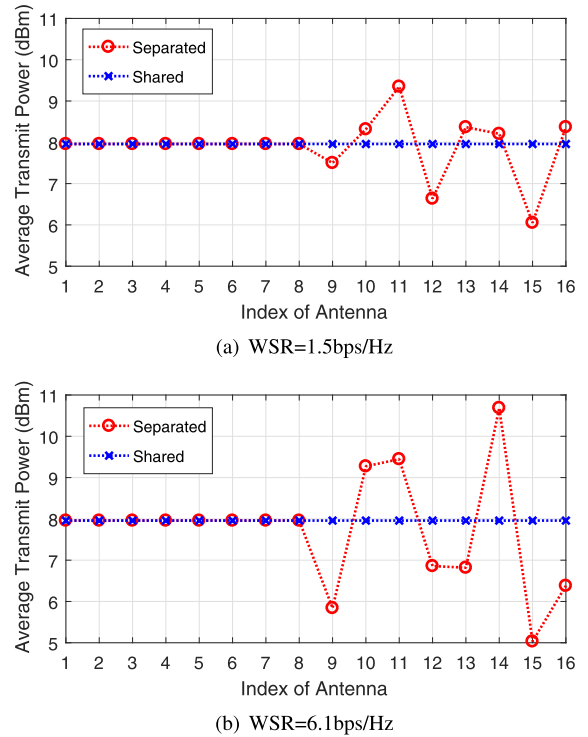 Average Transmit Power (dBm)
11
10
9
8
7
6
5
Separated
Shared
1 2 3 4 5 6 7 8 9 10 11 12 13 14 15 16
Index of Antenna
(a) WSR=1.5bps/Hz
Average Transmit Power (dBm)
11
10
9
8
7
6
5
Separated
Shared
1 2 3 4 5 6 7 8 9 10 11 12 13 14 15 16
Index of Antenna
(b) WSR=6.1bps/Hz